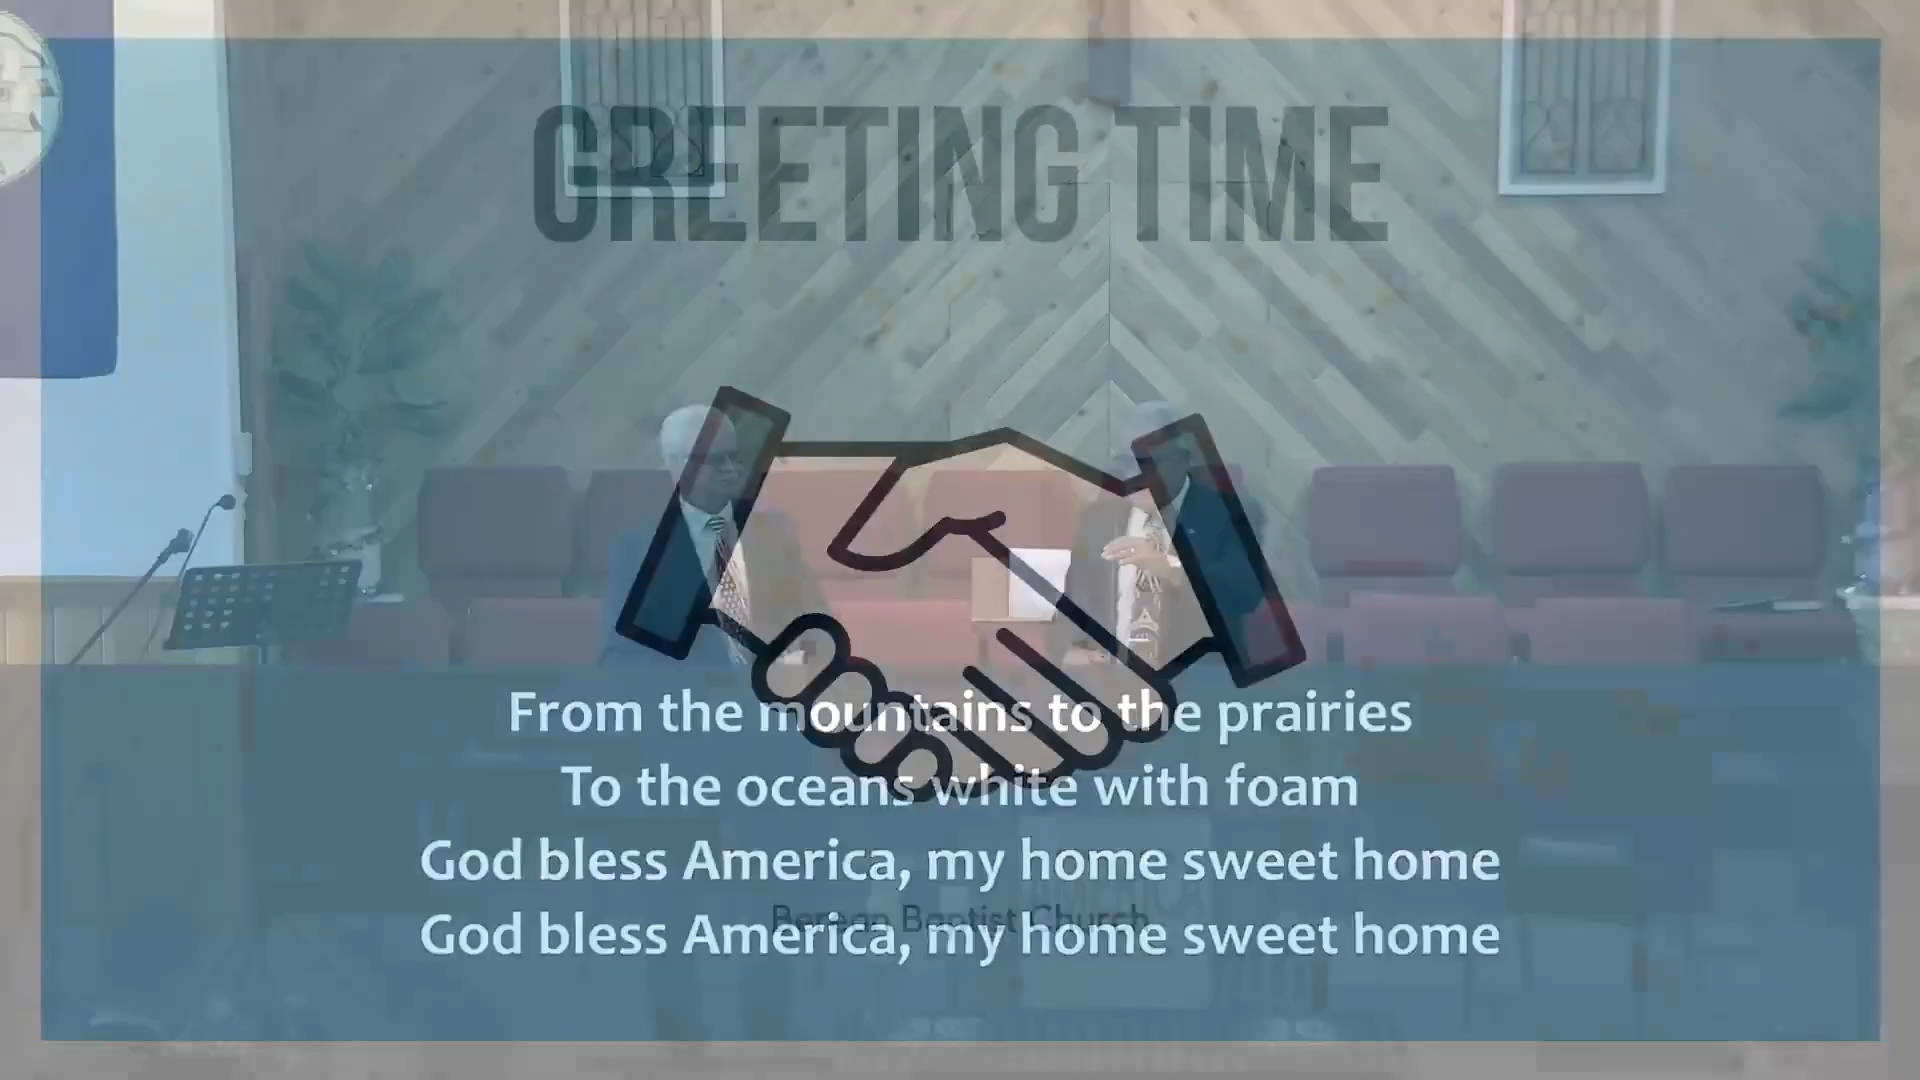 GREETING TIME
From the mountains to the prairies
To the oceans white with foam
God bless America, my home sweet home
AMERICA
Berean Baptist Church
God bless America, my home sweet home